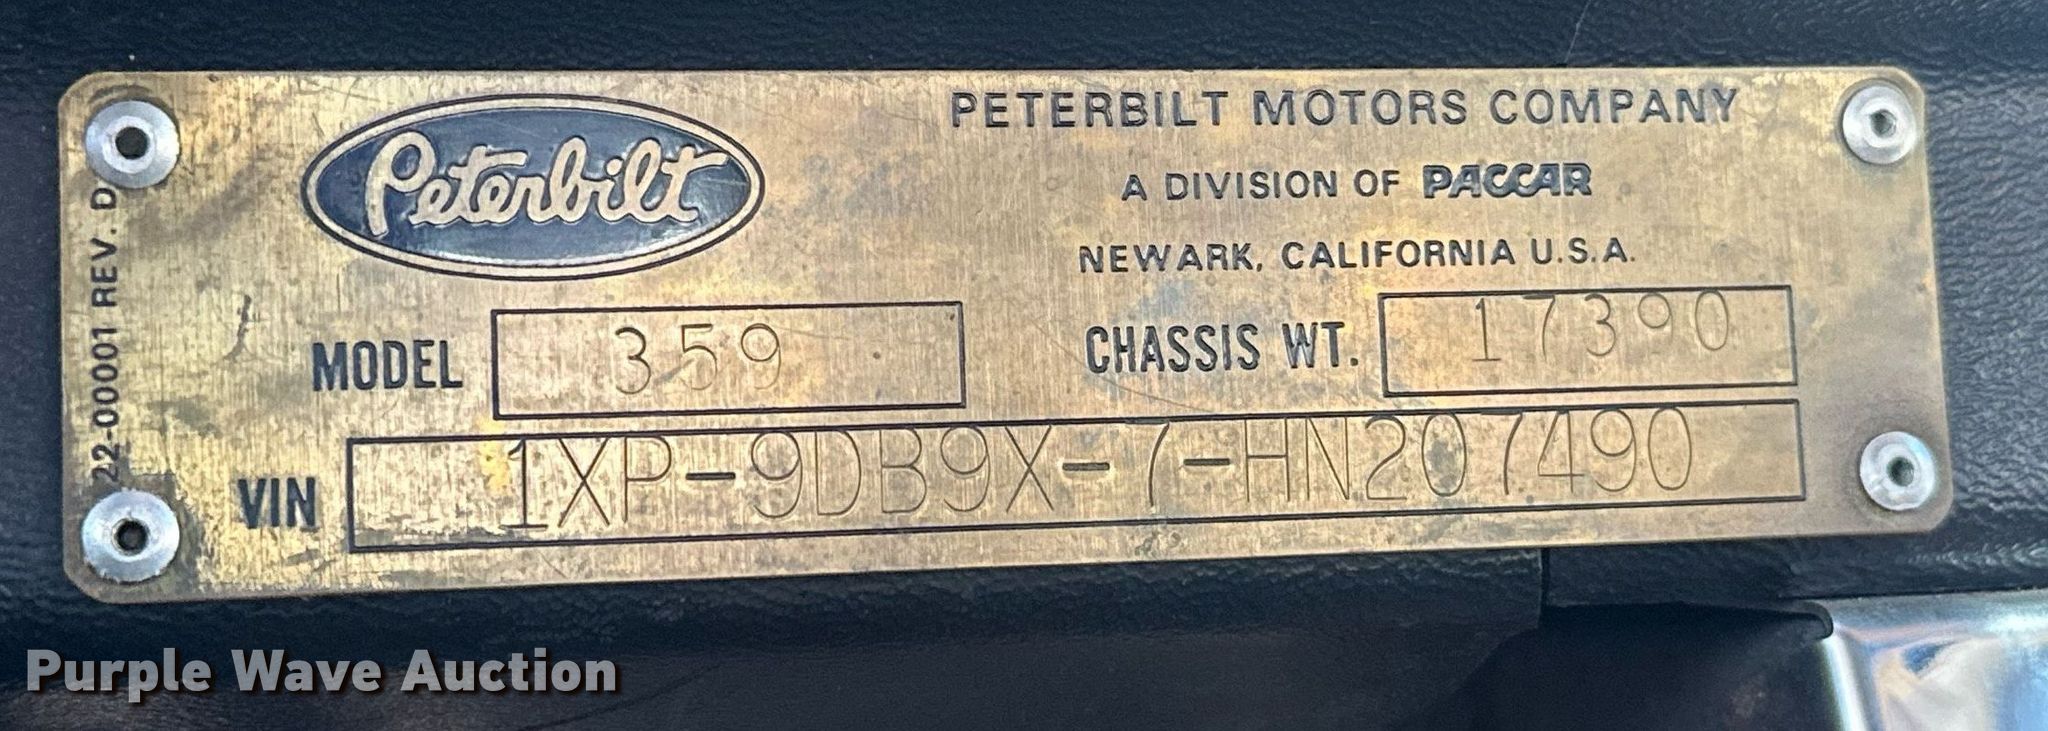 Peterbilt
PETERBILT MOTORS COMPANY
A DIVISION OF PACCAR
NEWARK, CALIFORNIA U.S.A.
22-00001 REV. D
MODEL 359
CHASSIS WT. 17390
VIN 1XP-9DB9X-7-HN207490
Purple Wave Auction